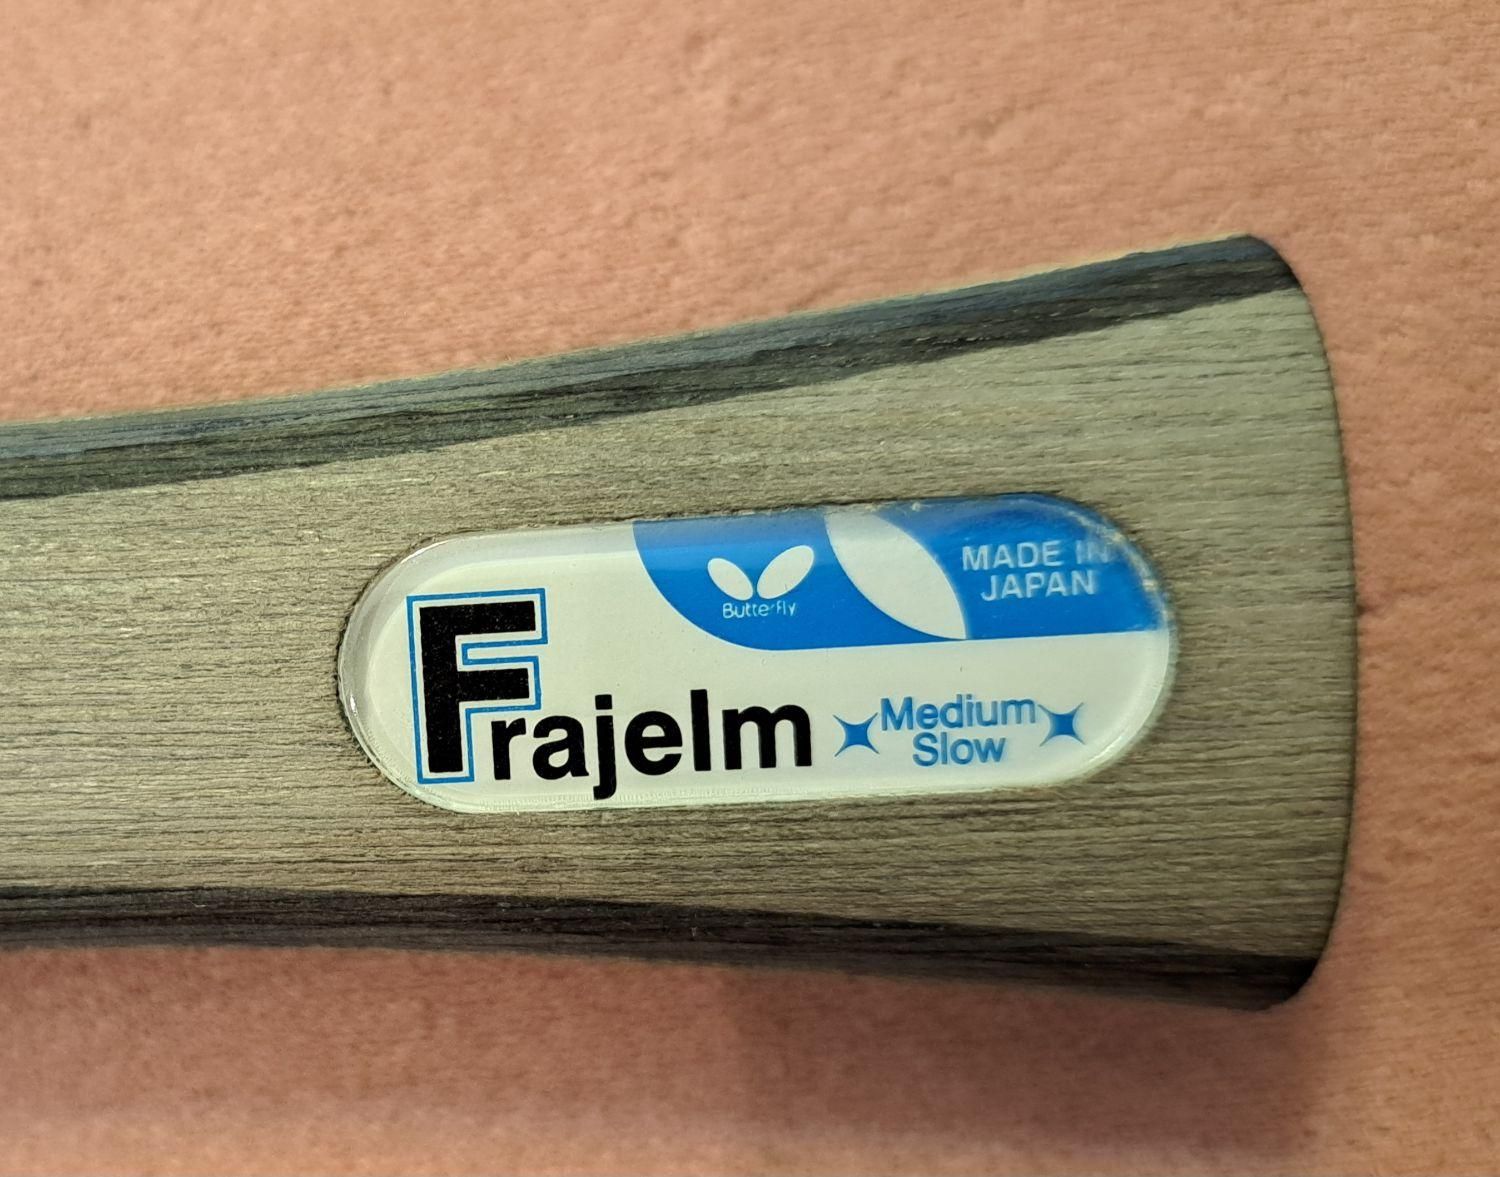 Butterfly
MADE IN
JAPAN
Frajelm
Medium
Slow